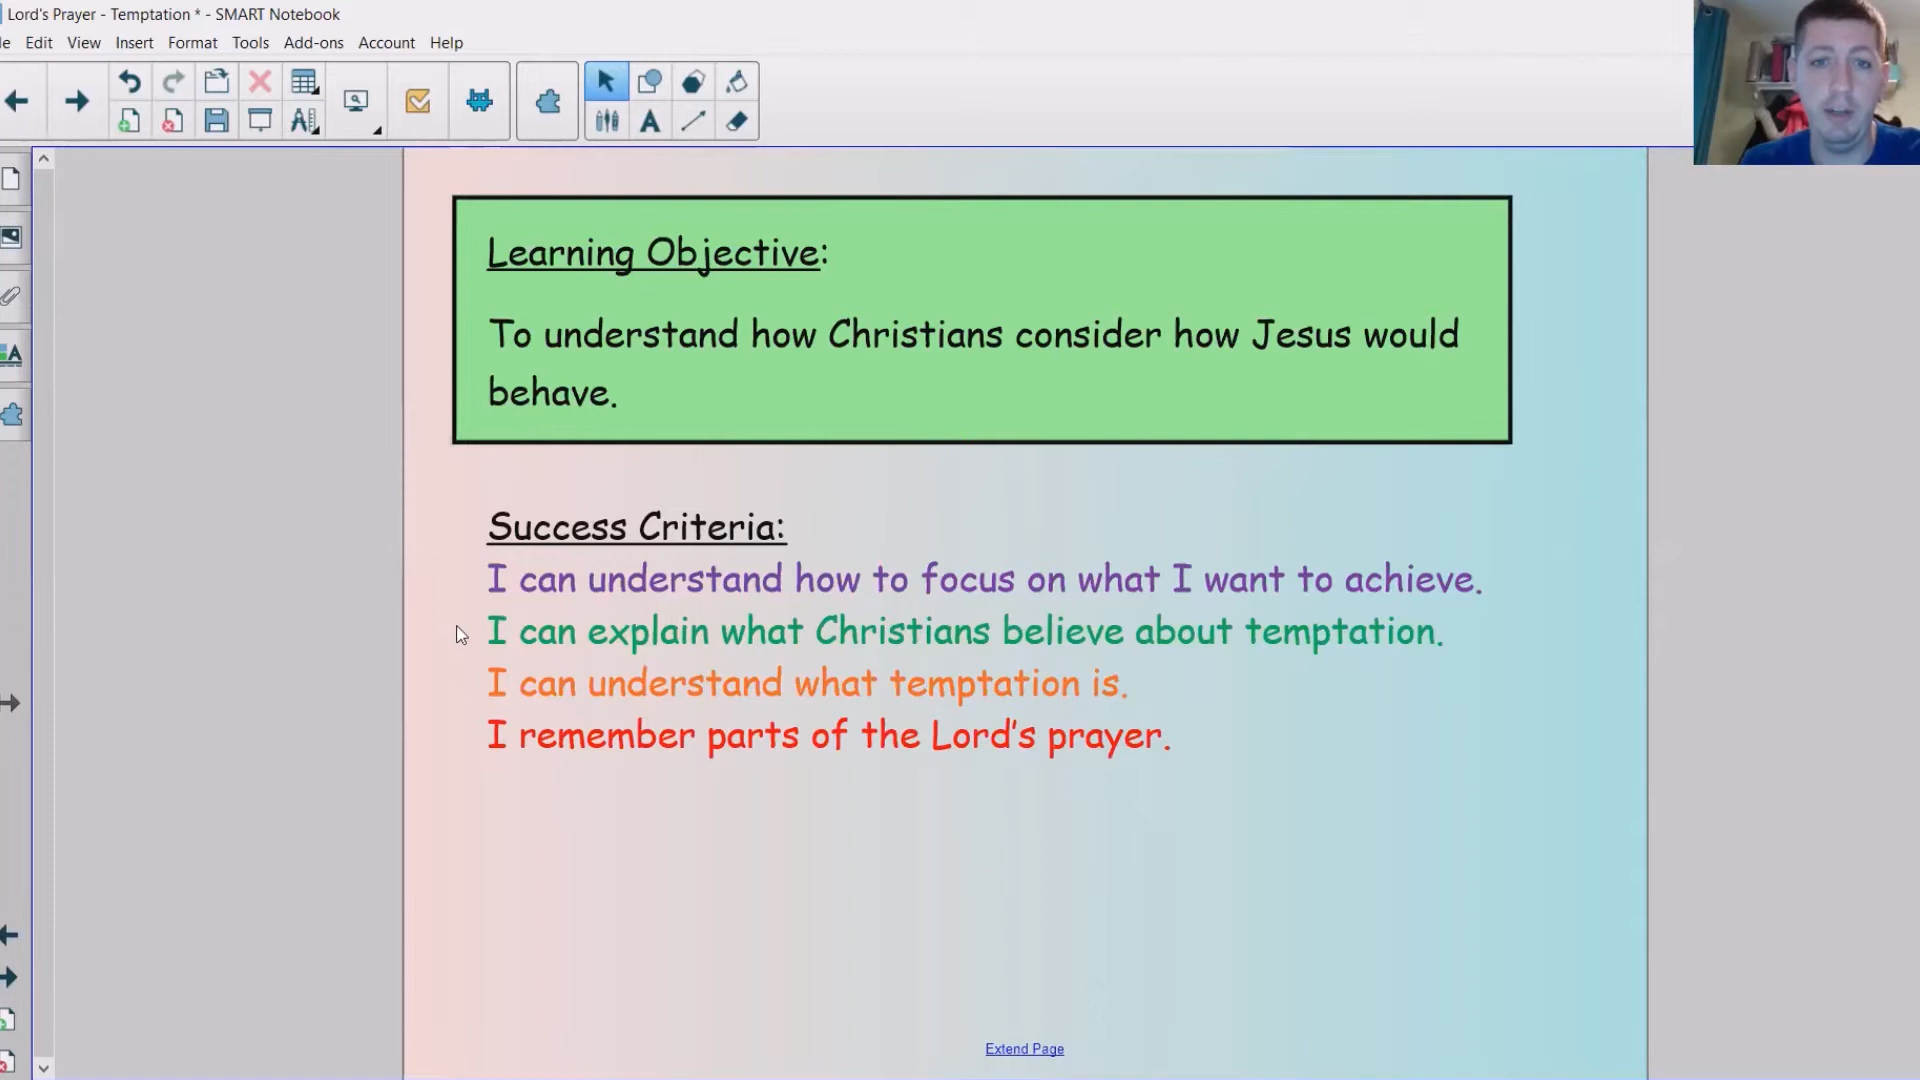 Lord's Prayer - Temptation * - SMART Notebook
Edit View Insert Format Tools Add-ons Account Help
Learning Objective:
To understand how Christians consider how Jesus would
behave.
Success Criteria:
I can understand how to focus on what I want to achieve.
I can explain what Christians believe about temptation.
I can understand what temptation is.
I remember parts of the Lord's prayer.
Extend Page